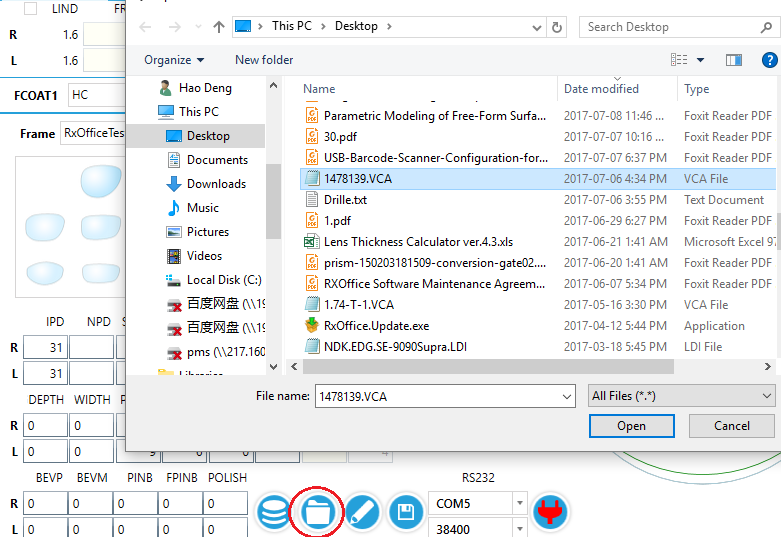 LIND
R 1.6
L 1.6
FCOAT1 HC
Frame RxOfficeTes
IPD NPD
R 31
L 31
DEPTH WIDTH
R 0 0
L 0 0
BEVP BEVM PINB FPINB POLISH
R 0 0 0 0 0
L 0 0 0 0 0
This PC > Desktop >
Search Desktop
Organize
New folder
?
Hao Deng
This PC
Desktop
Documents
Downloads
Music
Pictures
Videos
Local Disk (C:)
百度网盘 (\\19
百度网盘 (\\19
pms (\\217.160
Name Date modified Type
Parametric Modeling of Free-Form Surfa... 2017-07-08 11:46 ... Foxit Reader PDF
30.pdf 2017-07-07 10:16 ... Foxit Reader PDF
USB-Barcode-Scanner-Configuration-for... 2017-07-07 6:37 PM Foxit Reader PDF
1478139.VCA 2017-07-06 4:34 PM VCA File
Drille.txt 2017-07-06 3:55 PM Text Document
1.pdf 2017-06-29 6:27 PM Foxit Reader PDF
Lens Thickness Calculator ver.4.3.xls 2017-06-21 1:41 AM Microsoft Excel 97
prism-150203181509-conversion-gate02.... 2017-06-20 1:41 AM Foxit Reader PDF
RXOffice Software Maintenance Agreem... 2017-06-07 5:34 PM Foxit Reader PDF
1.74-T-1.VCA 2017-05-16 3:30 PM VCA File
RxOffice.Update.exe 2017-04-12 5:44 PM Application
NDK.EDG.SE-9090Supra.LDI 2017-03-18 5:45 PM LDI File
File name: 1478139.VCA
All Files (*.*)
Open
Cancel
RS232
COM5
38400